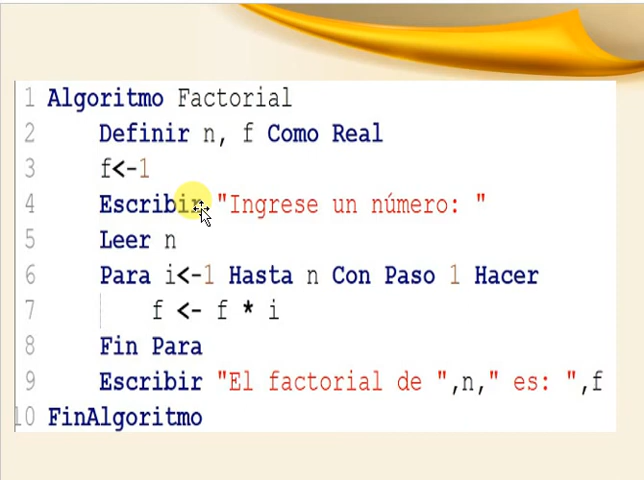 1 Algoritmo Factorial
2 Definir n, f Como Real
3 f<-1
4 Escribir "Ingrese un número: "
5 Leer n
6 Para i<-1 Hasta n Con Paso 1 Hacer
7 f <- f * i
8 Fin Para
9 Escribir "El factorial de ",n," es: ",f
10 FinAlgoritmo